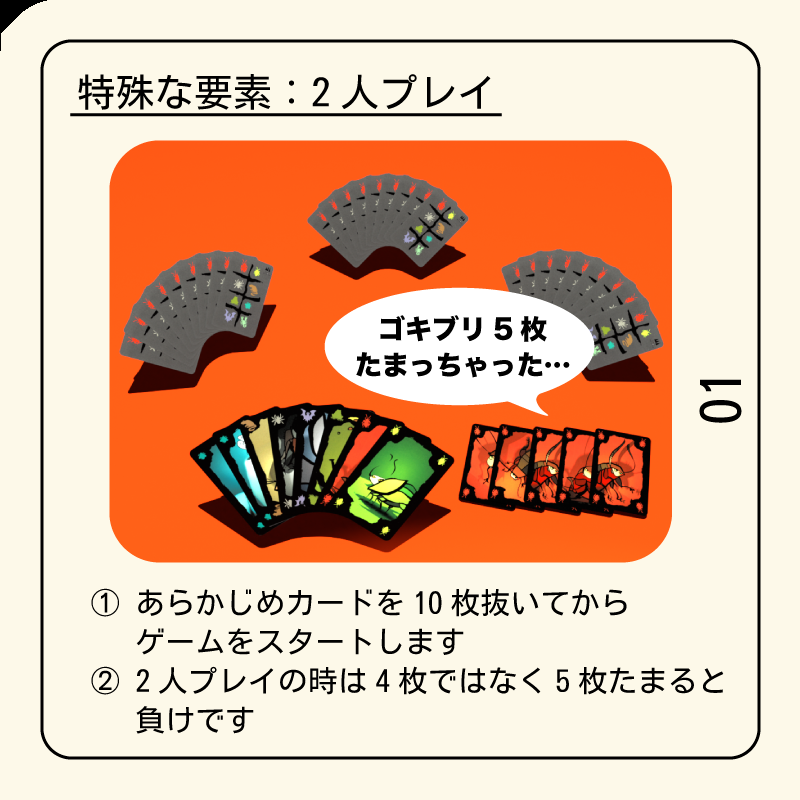 特殊な要素：2人プレイ
ゴキブリ5枚
たまっちゃった…
01
① あらかじめカードを10枚抜いてから
ゲームをスタートします
② 2人プレイの時は4枚ではなく5枚たまると
負けです